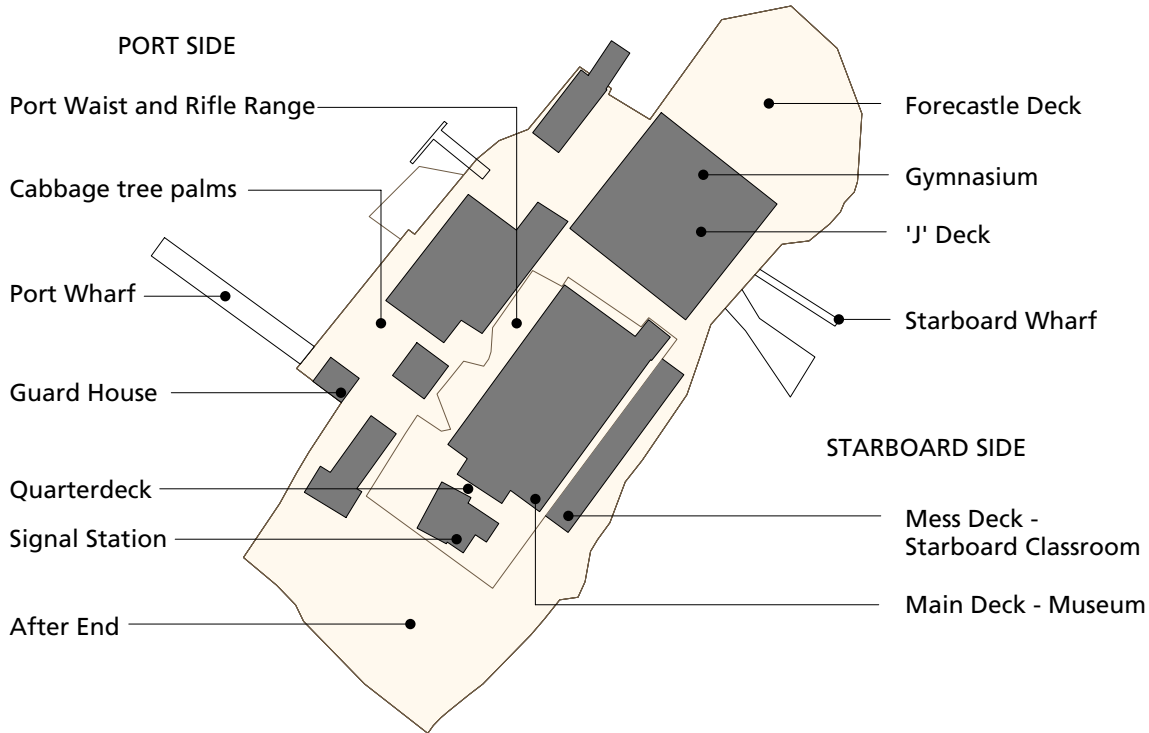 PORT SIDE
Port Waist and Rifle Range
Cabbage tree palms
Port Wharf
Guard House
Quarterdeck
Signal Station
After End
Forecastle Deck
Gymnasium
'J' Deck
Starboard Wharf
STARBOARD SIDE
Mess Deck -
Starboard Classroom
Main Deck - Museum